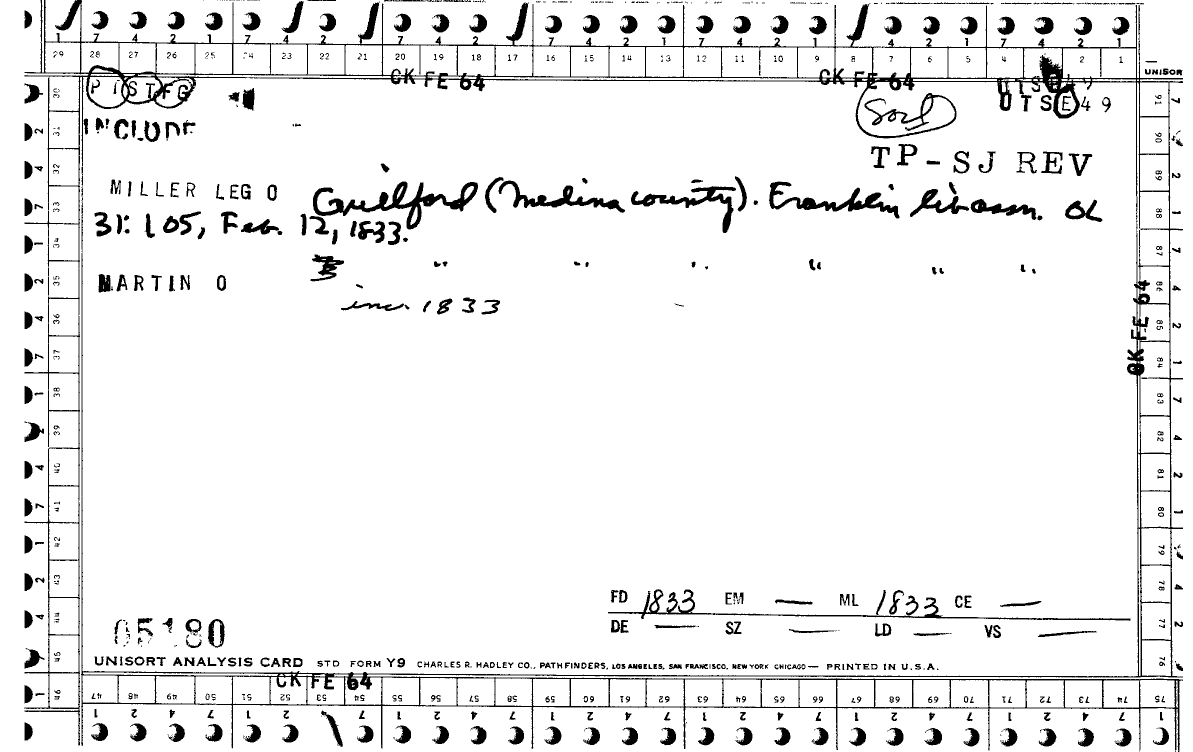 1 7 4 2 1 7 4 2 1 7 4 2 1 7 4 2 1 7 4 2 1 7 4 2 1 7 4 2 1
29 28 27 26 25 24 23 22 21 20 19 18 17 16 15 14 13 12 11 10 9 8 7 6 5 4 3 2 1
CK FE 64 CK FE 64 UNISORT
PI ST FG UTSE49
UTSE49
Sorl
INCLUDE
TP-SJ REV
MILLER LEG O Guilford (Medina county). Franklin lib assn. OL
31: 105, Feb. 12, 1833.
MARTIN O " " " " " " "
inc. 1833
CK FE 64
FD 1833 EM — ML 1833 CE —
DE — SZ — LD — VS —
05180
UNISORT ANALYSIS CARD STD FORM Y9 CHARLES R. HADLEY CO., PATHFINDERS, LOS ANGELES, SAN FRANCISCO, NEW YORK CHICAGO — PRINTED IN U.S.A.
CK FE 64
47 48 49 50 51 52 53 54 55 56 57 58 59 60 61 62 63 64 65 66 67 68 69 70 71 72 73 74 75
1 2 4 7 1 2 4 7 1 2 4 7 1 2 4 7 1 2 4 7 1 2 4 7 1 2 4 7 1